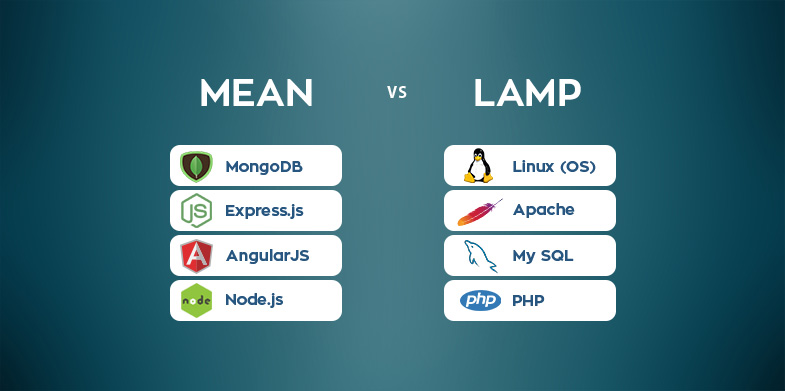 MEAN vs LAMP
MongoDB
Express.js
AngularJS
Node.js
Linux (OS)
Apache
My SQL
PHP
JS
A
node
php